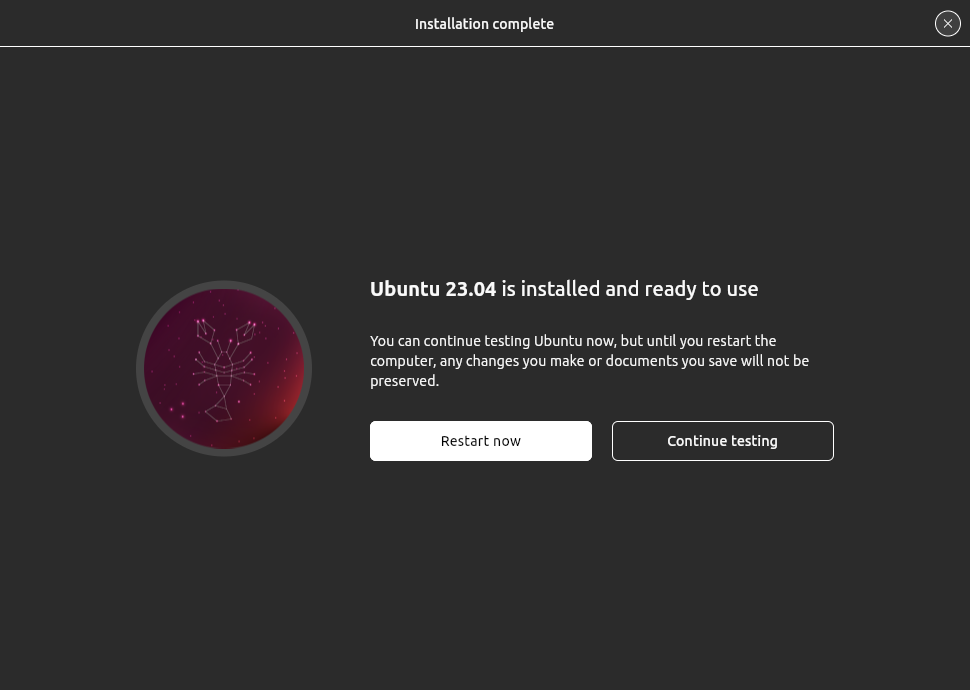 Installation complete
Ubuntu 23.04 is installed and ready to use
You can continue testing Ubuntu now, but until you restart the
computer, any changes you make or documents you save will not be
preserved.
Restart now
Continue testing